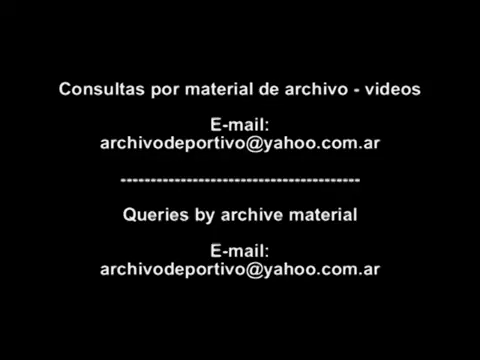 Consultas por material de archivo - videos
E-mail:
archivodeportivo@yahoo.com.ar
----------------------------------------
Queries by archive material
E-mail:
archivodeportivo@yahoo.com.ar